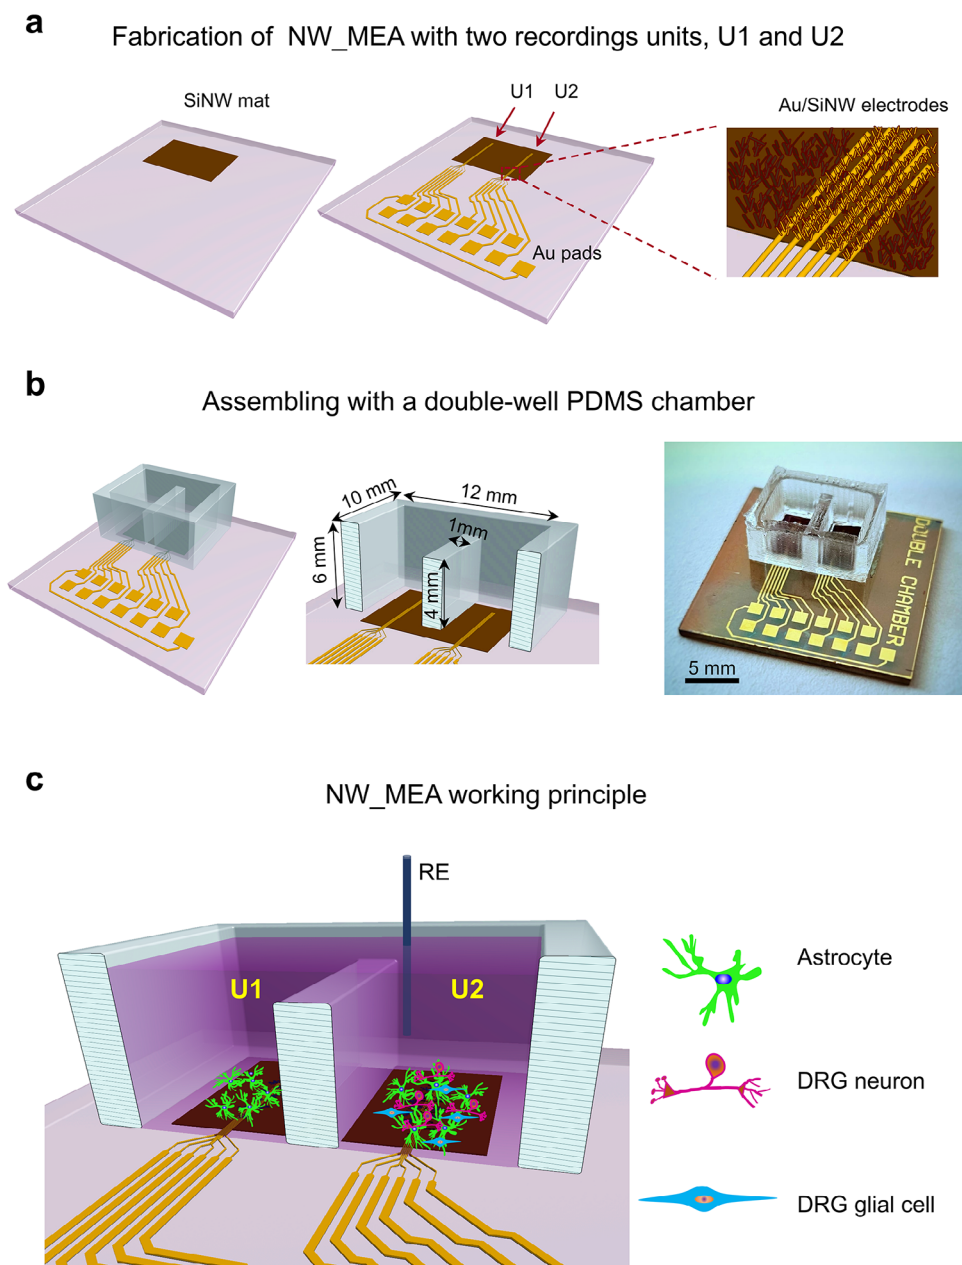 a
Fabrication of NW_MEA with two recordings units, U1 and U2
SiNW mat
U1
U2
Au/SiNW electrodes
Au pads
b
Assembling with a double-well PDMS chamber
10 mm
12 mm
1mm
6 mm
4 mm
DOUBLE CHAMBER
5 mm
c
NW_MEA working principle
RE
U1
U2
Astrocyte
DRG neuron
DRG glial cell